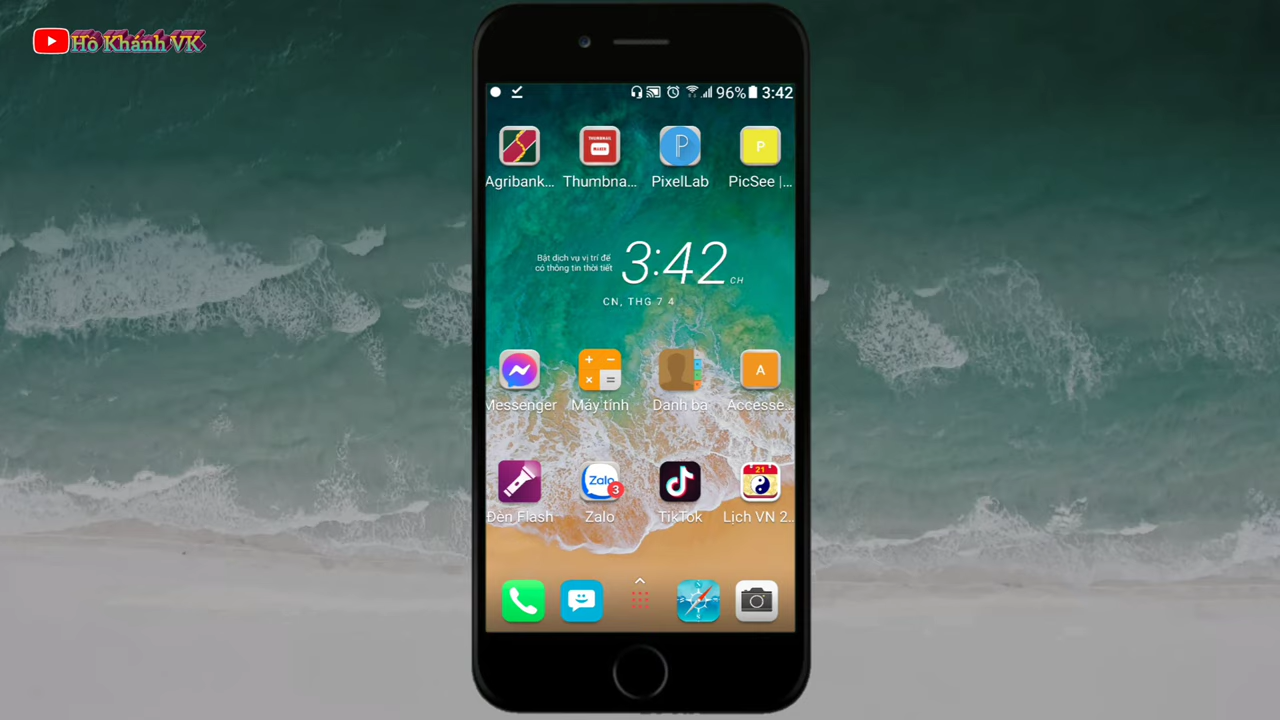 Hồ Khánh VK
96% 3:42
Agribank... Thumbna... PixelLab PicSee |...
THUMBNAIL
MAKER
P
P
Bật dịch vụ vị trí để
có thông tin thời tiết
3:42 CH
CN, THG 7 4
Messenger Máy tính Danh bạ Accesse...
A
21
Zalo 3
Đèn Flash Zalo TikTok Lịch VN 2...